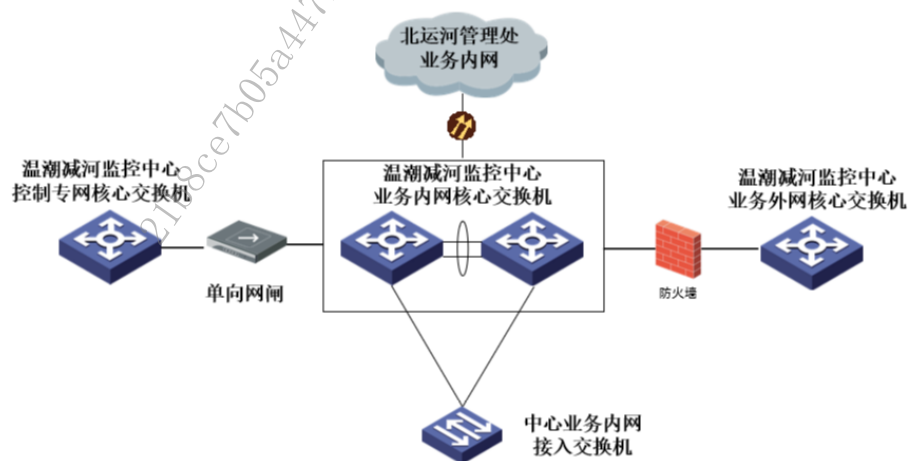 北运河管理处
业务内网
温潮减河监控中心
控制专网核心交换机
温潮减河监控中心
业务内网核心交换机
温潮减河监控中心
业务外网核心交换机
单向网闸
防火墙
中心业务内网
接入交换机
21b8ce7b05a447